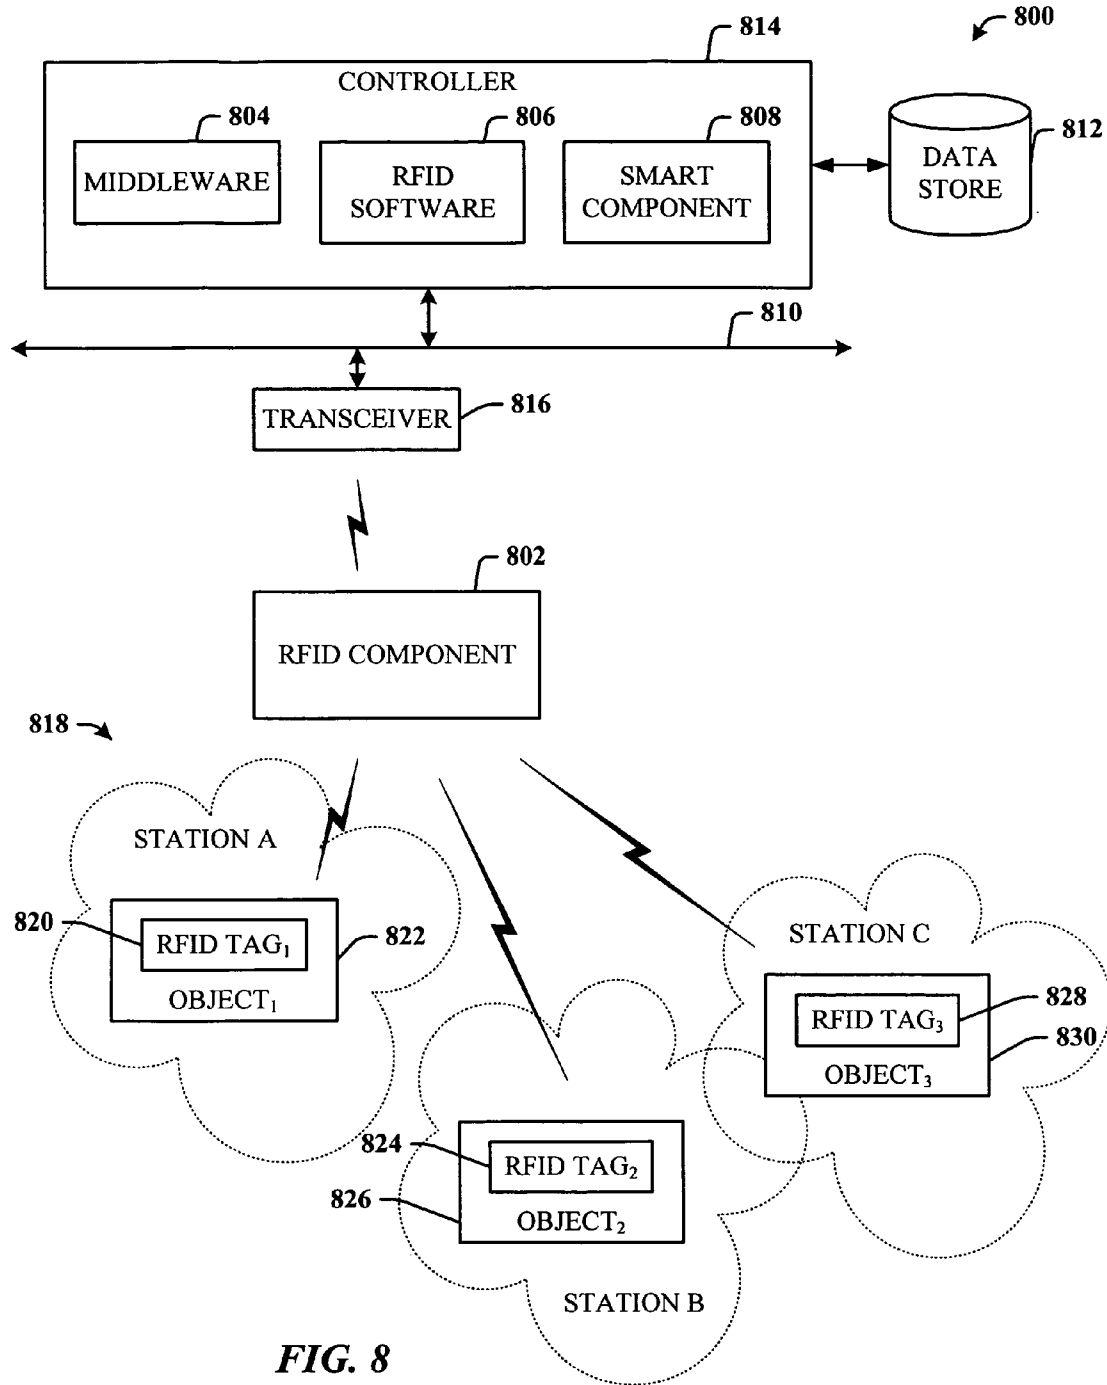 814
800
CONTROLLER
804
806
808
812
MIDDLEWARE
RFID
SOFTWARE
SMART
COMPONENT
DATA
STORE
810
TRANSCEIVER
816
802
RFID COMPONENT
818
STATION A
820
RFID TAG₁
822
OBJECT₁
STATION C
RFID TAG₃
828
830
OBJECT₃
824
RFID TAG₂
826
OBJECT₂
STATION B
FIG. 8